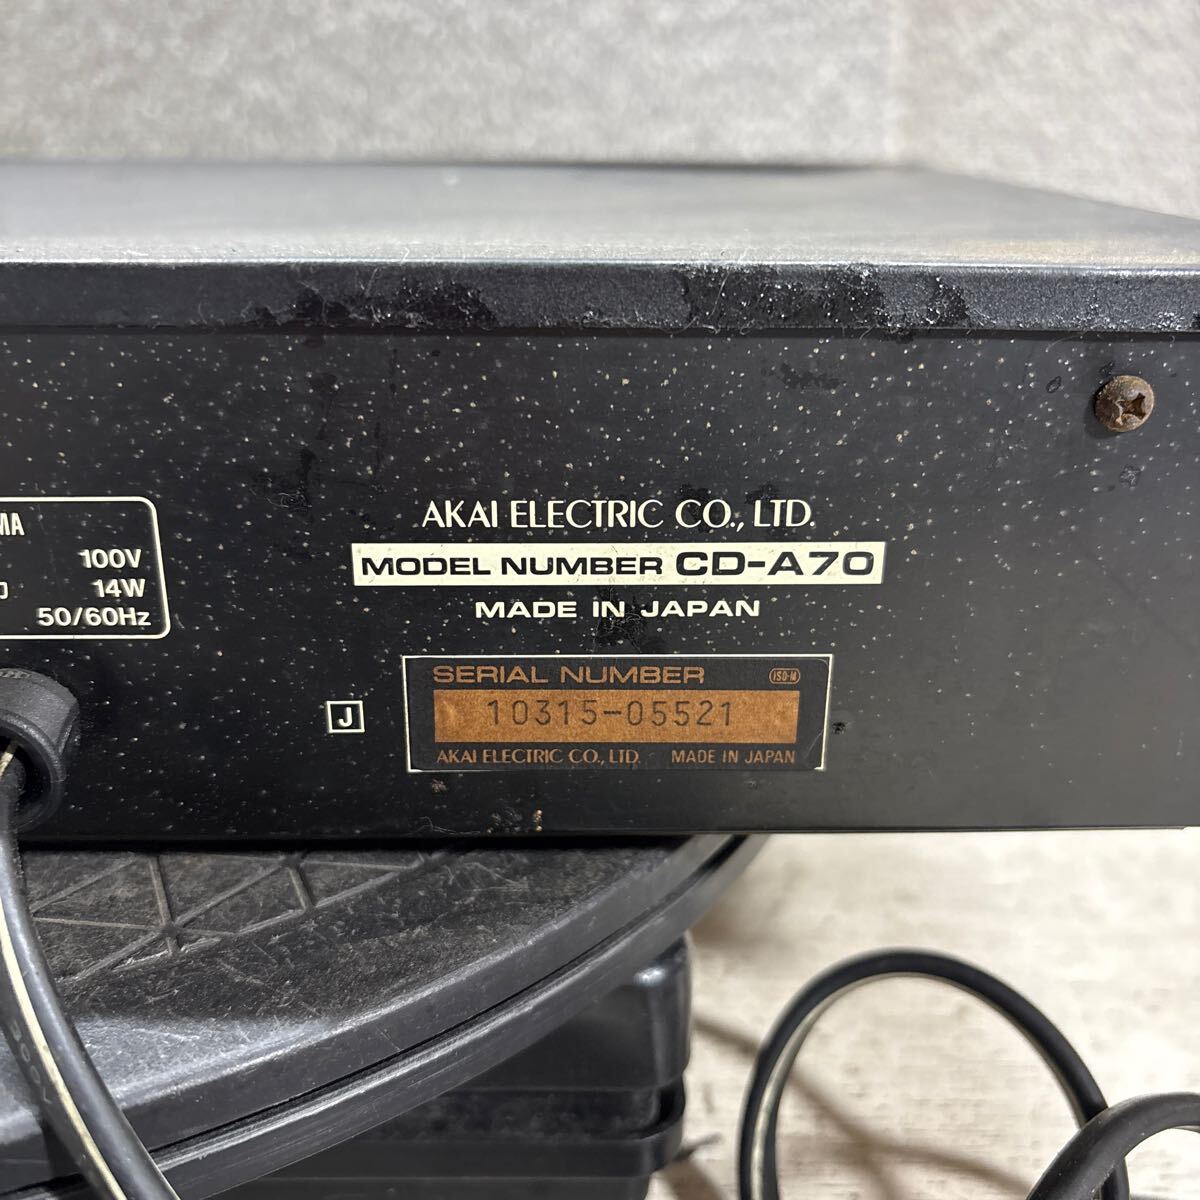 MA
100V
14W
50/60Hz
AKAI ELECTRIC CO., LTD.
MODEL NUMBER CD-A70
MADE IN JAPAN
SERIAL NUMBER ISO-M
J
10315-05521
AKAI ELECTRIC CO., LTD. MADE IN JAPAN